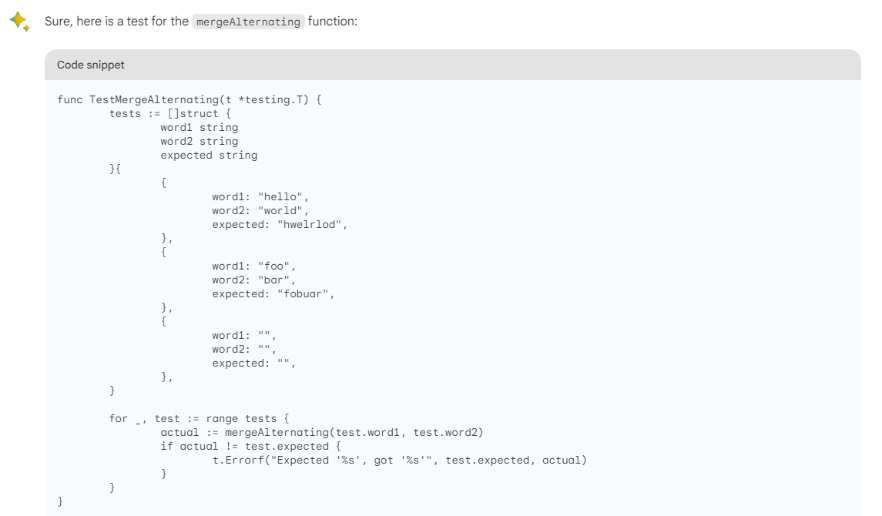 Sure, here is a test for the mergeAlternating function:
Code snippet
func TestMergeAlternating(t *testing.T) {
        tests := []struct {
                word1 string
                word2 string
                expected string
        }{
                {
                        word1: "hello",
                        word2: "world",
                        expected: "hwelrlod",
                },
                {
                        word1: "foo",
                        word2: "bar",
                        expected: "fobuar",
                },
                {
                        word1: "",
                        word2: "",
                        expected: "",
                },
        }
        for _, test := range tests {
                actual := mergeAlternating(test.word1, test.word2)
                if actual != test.expected {
                        t.Errorf("Expected '%s', got '%s'", test.expected, actual)
                }
        }
}